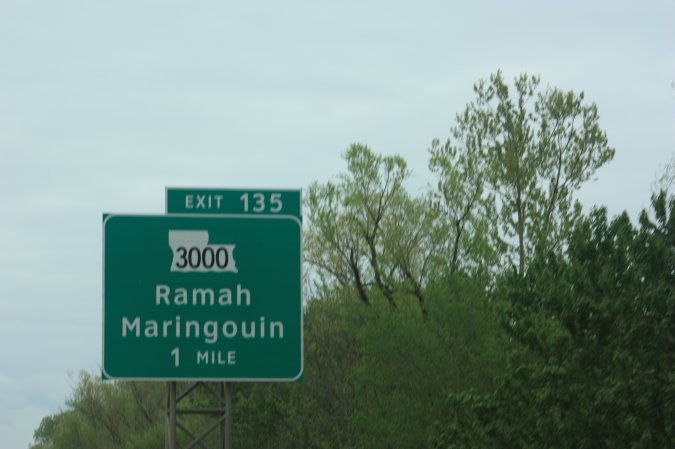 EXIT 135
3000
Ramah
Maringouin
1 MILE